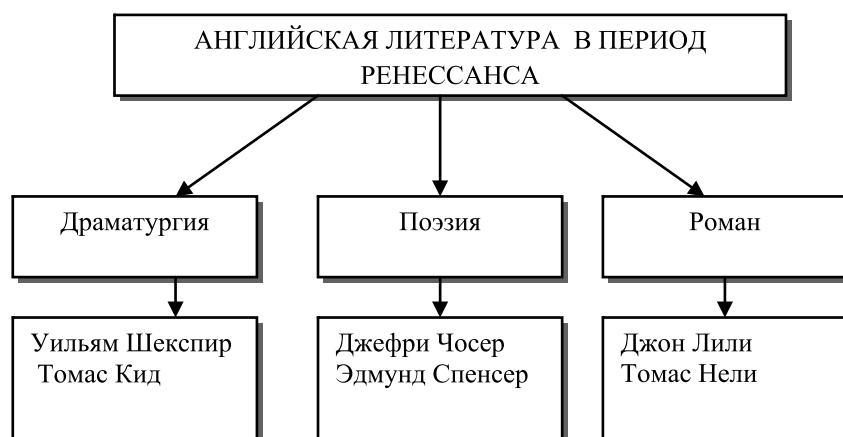 АНГЛИЙСКАЯ ЛИТЕРАТУРА В ПЕРИОД
РЕНЕССАНСА
Драматургия
Поэзия
Роман
Уильям Шекспир
Томас Кид
Джефри Чосер
Эдмунд Спенсер
Джон Лили
Томас Нели